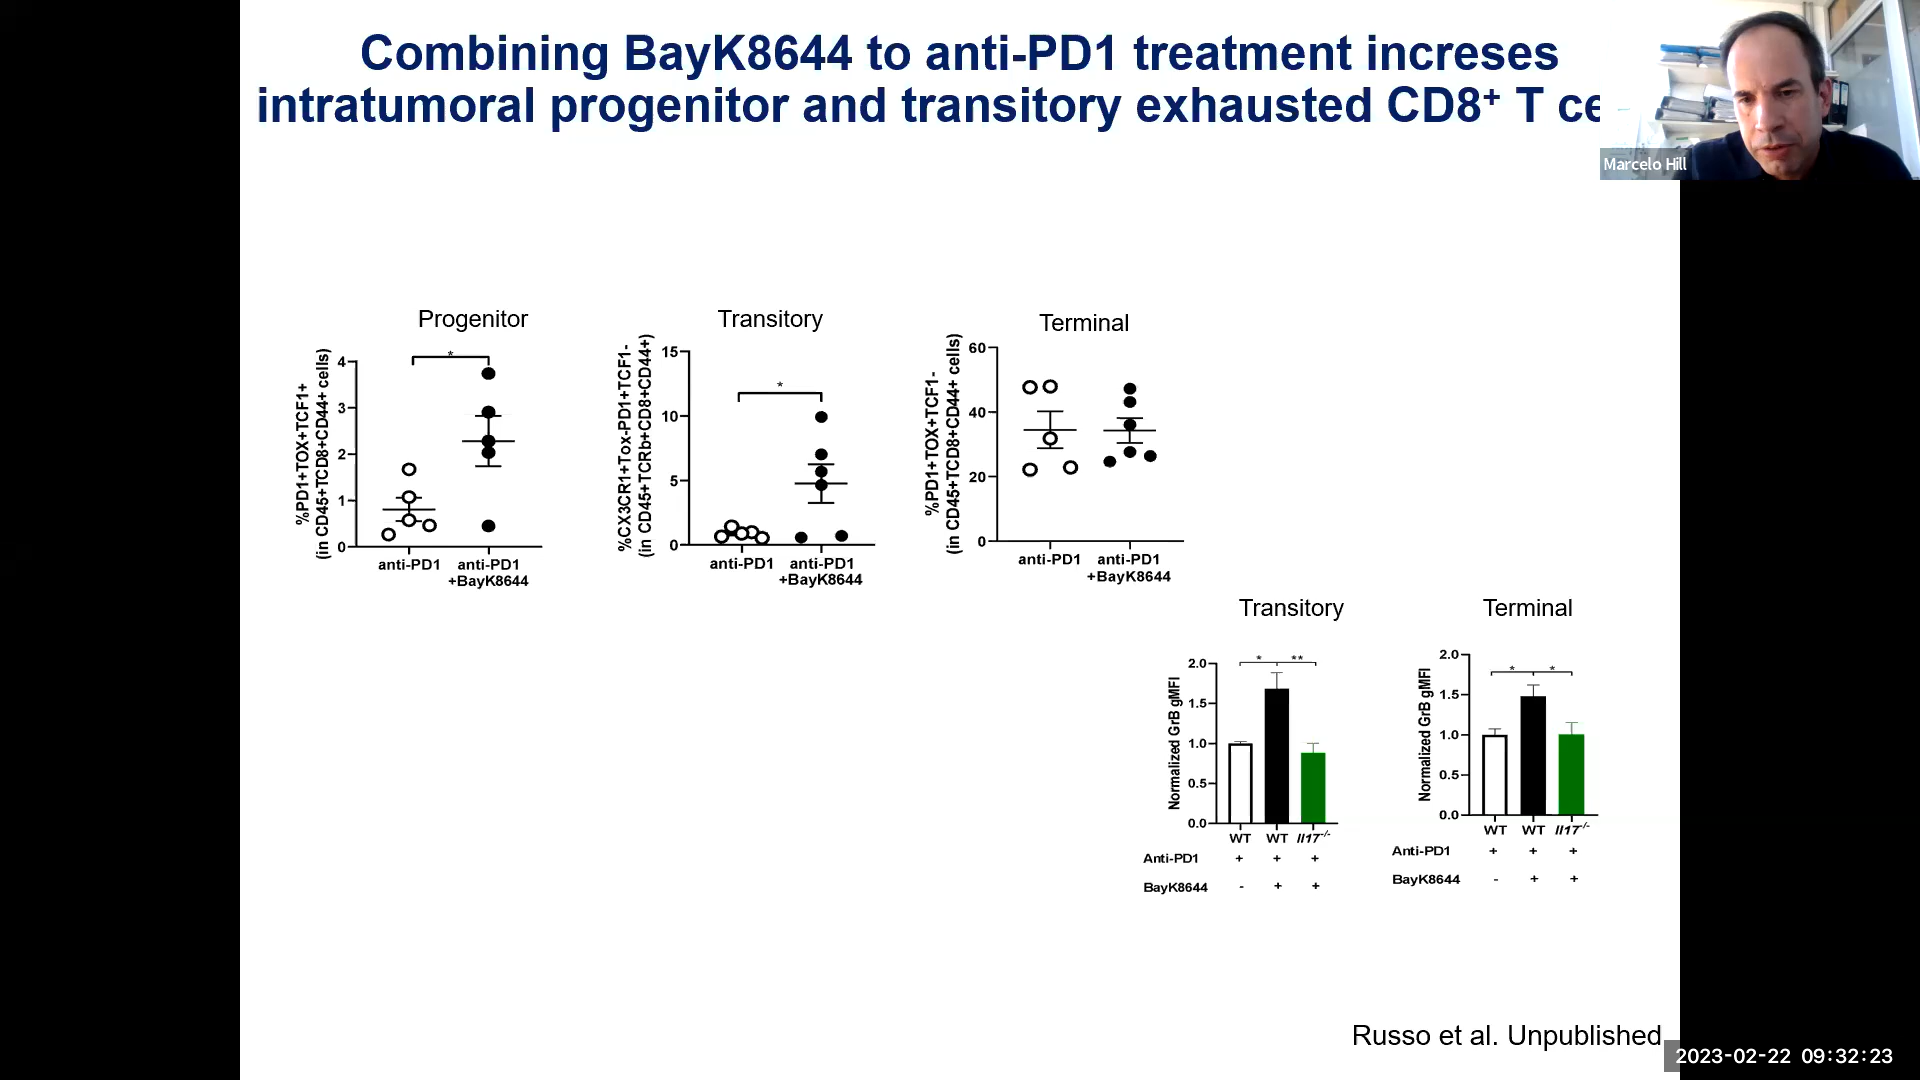 Combining BayK8644 to anti-PD1 treatment increses
intratumoral progenitor and transitory exhausted CD8⁺ T ce
Marcelo Hill
Progenitor
%PD1+TOX+TCF1+
(in CD45+TCD8+CD44+ cells)
4
3
2
1
0
*
anti-PD1
anti-PD1
+BayK8644
Transitory
%CX3CR1+Tox-PD1+TCF1-
(in CD45+TCRb+CD8+CD44+)
15
10
5
0
*
anti-PD1
anti-PD1
+BayK8644
Terminal
%PD1+TOX+TCF1-
(in CD45+TCD8+CD44+ cells)
60
40
20
0
anti-PD1
anti-PD1
+BayK8644
Transitory
Normalized GrB gMFI
2.0
1.5
1.0
0.5
0.0
* **
WT WT Il17⁻/⁻
Anti-PD1 + + +
BayK8644 - + +
Terminal
Normalized GrB gMFI
2.0
1.5
1.0
0.5
0.0
* *
WT WT Il17⁻/⁻
Anti-PD1 + + +
BayK8644 - + +
Russo et al. Unpublished
2023-02-22 09:32:23